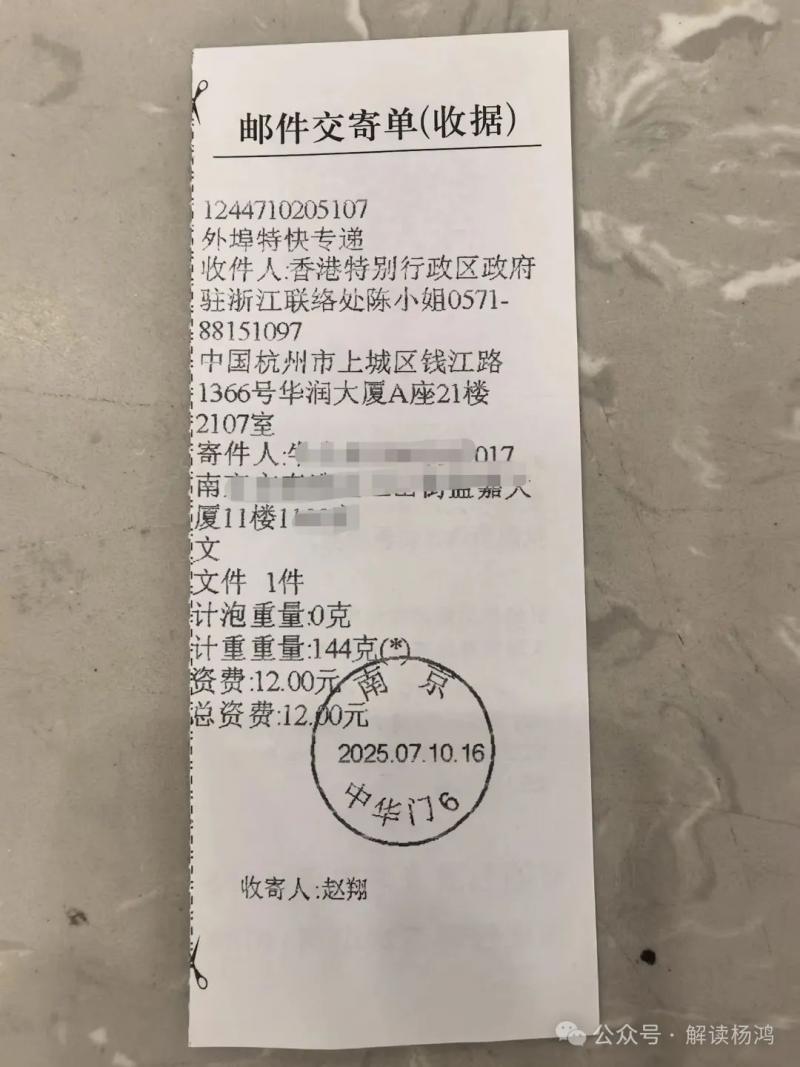 邮件交寄单(收据)
1244710205107
外埠特快专递
收件人:香港特别行政区政府
驻浙江联络处陈小姐0571-
88151097
中国杭州市上城区钱江路
1366号华润大厦A座21楼
2107室
寄件人:017
南
厦11楼1
文
文件 1件
计泡重量:0克
计重重量:144克(*)
资费:12.00元
总资费:12.00元
南京
2025.07.10.16
中华门6
收寄人:赵翔
公众号·解读杨鸿